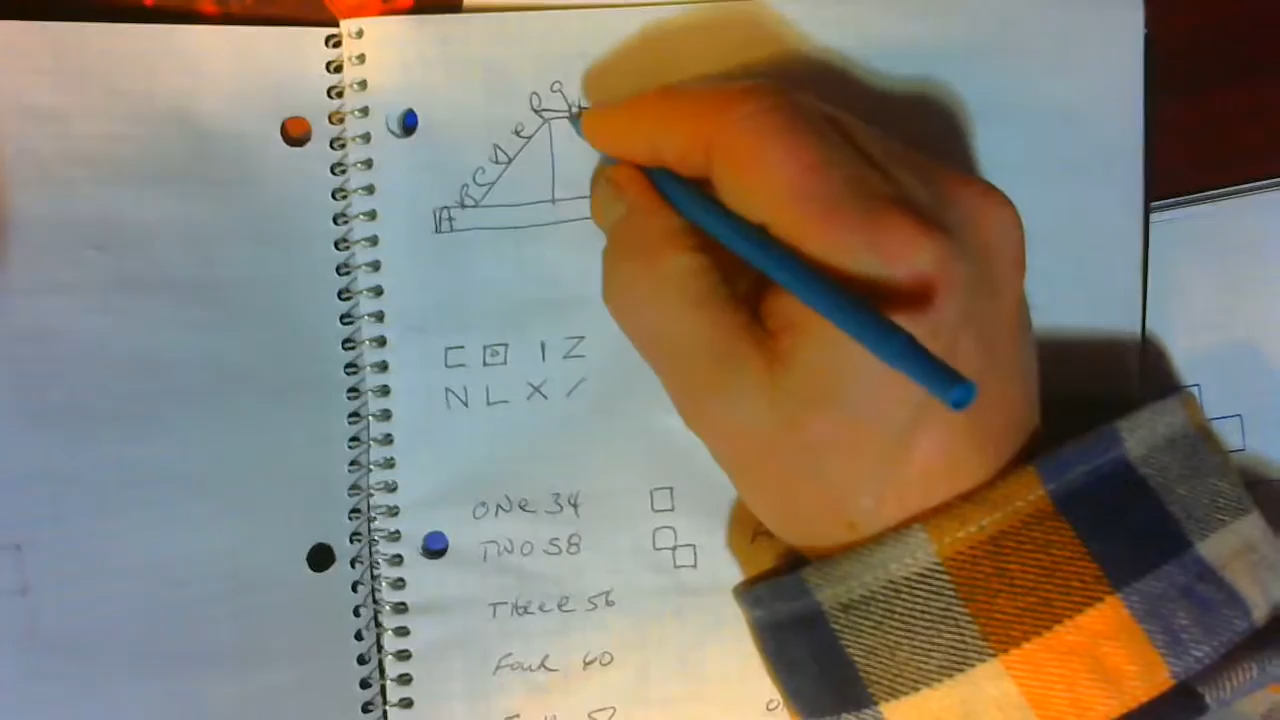 A B C D e
C ⊡ I Z
N L X /
ONe 34
TWO 58
THree 56
Four 60